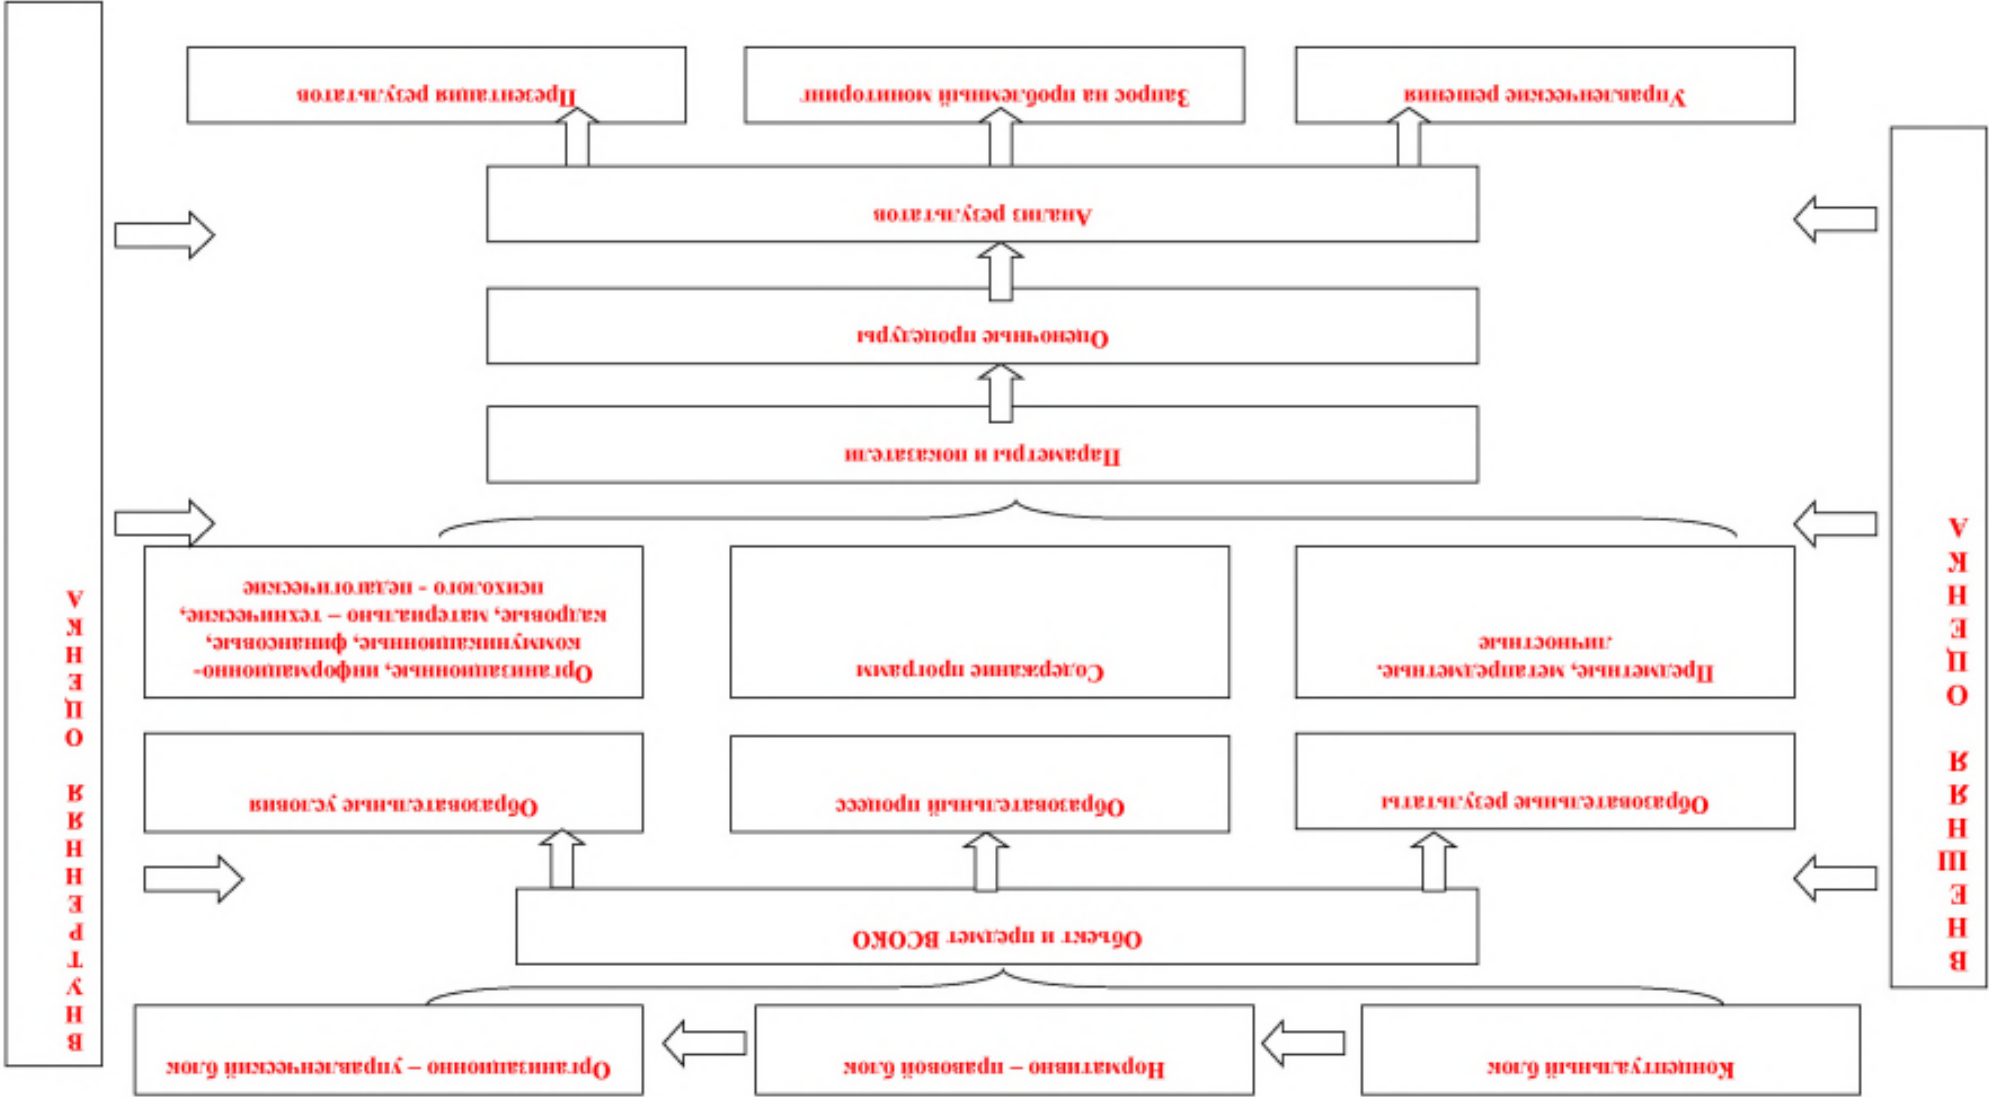 Концептуальный блок
Нормативно – правовой блок
Организационно – управленческий блок
ВНЕШНЯЯ ОЦЕНКА
ВНУТРЕННЯЯ ОЦЕНКА
Объект и предмет ВСОКО
Образовательные результаты
Образовательный процесс
Образовательные условия
Предметные, метапредметные.
личностные
Содержание программ
Организационные, информационно-
коммуникационные, финансовые,
кадровые, материально – технические,
психолого - педагогические
Параметры и показатели
Оценочные процедуры
Анализ результатов
Управленческие решения
Запрос на проблемный мониторинг
Презентация результатов